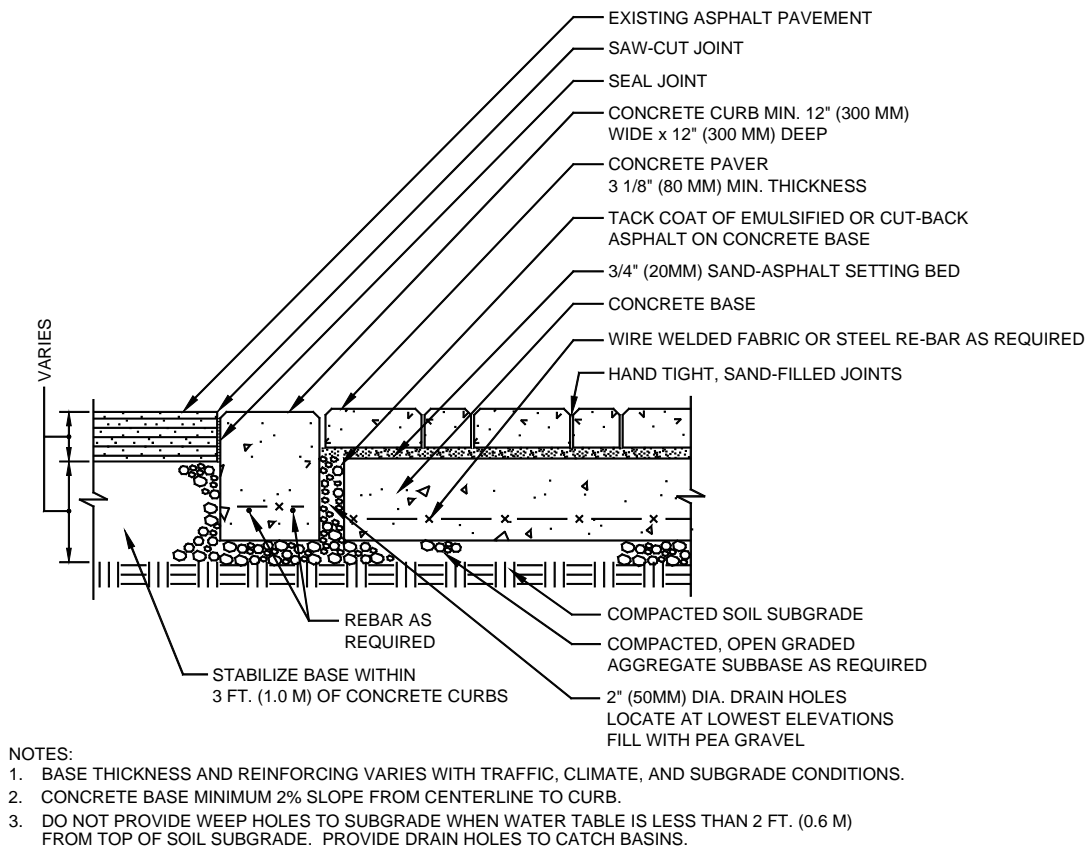 EXISTING ASPHALT PAVEMENT
SAW-CUT JOINT
SEAL JOINT
CONCRETE CURB MIN. 12" (300 MM)
WIDE x 12" (300 MM) DEEP
CONCRETE PAVER
3 1/8" (80 MM) MIN. THICKNESS
TACK COAT OF EMULSIFIED OR CUT-BACK
ASPHALT ON CONCRETE BASE
3/4" (20MM) SAND-ASPHALT SETTING BED
CONCRETE BASE
WIRE WELDED FABRIC OR STEEL RE-BAR AS REQUIRED
HAND TIGHT, SAND-FILLED JOINTS
VARIES
COMPACTED SOIL SUBGRADE
COMPACTED, OPEN GRADED
AGGREGATE SUBBASE AS REQUIRED
2" (50MM) DIA. DRAIN HOLES
LOCATE AT LOWEST ELEVATIONS
FILL WITH PEA GRAVEL
REBAR AS
REQUIRED
STABILIZE BASE WITHIN
3 FT. (1.0 M) OF CONCRETE CURBS
NOTES:
1. BASE THICKNESS AND REINFORCING VARIES WITH TRAFFIC, CLIMATE, AND SUBGRADE CONDITIONS.
2. CONCRETE BASE MINIMUM 2% SLOPE FROM CENTERLINE TO CURB.
3. DO NOT PROVIDE WEEP HOLES TO SUBGRADE WHEN WATER TABLE IS LESS THAN 2 FT. (0.6 M)
FROM TOP OF SOIL SUBGRADE. PROVIDE DRAIN HOLES TO CATCH BASINS.